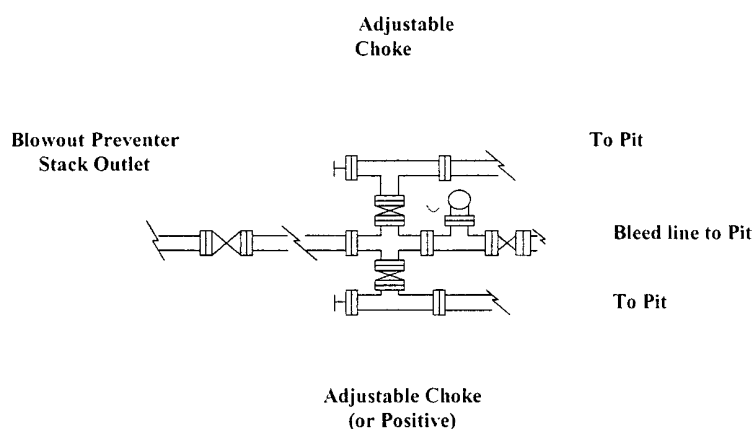 Adjustable
Choke
Blowout Preventer
Stack Outlet
To Pit
Bleed line to Pit
To Pit
Adjustable Choke
(or Positive)